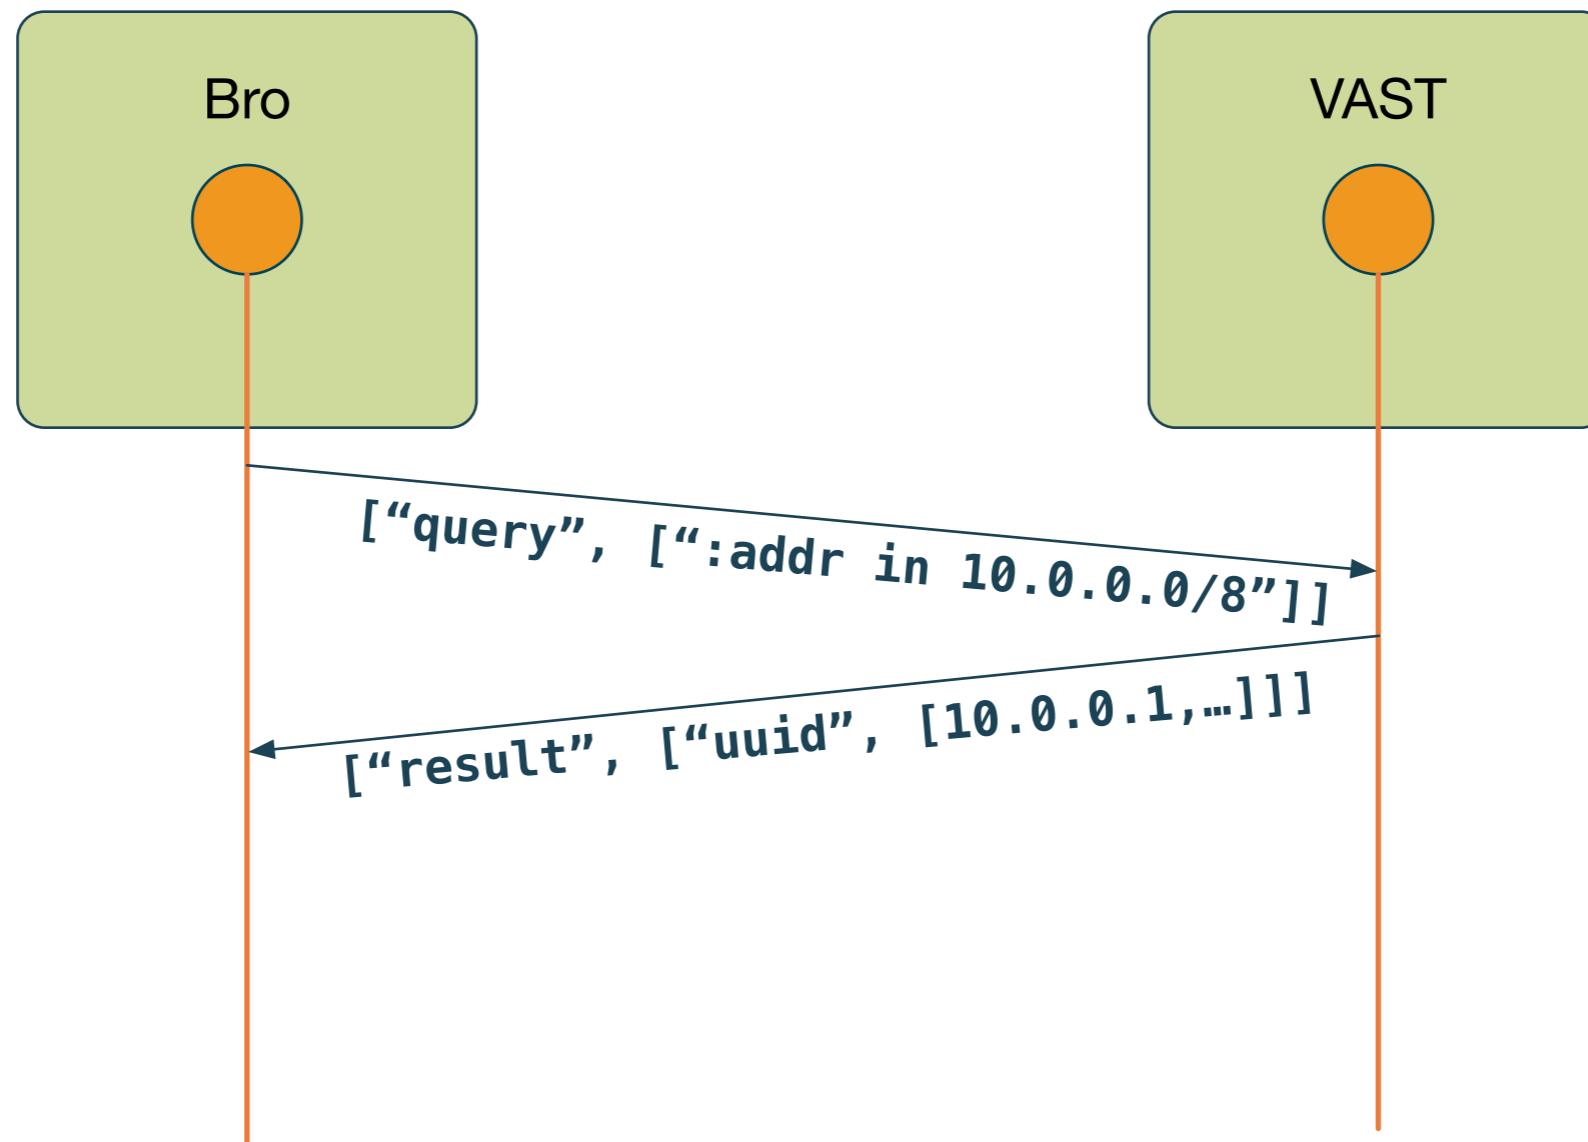 Bro
VAST
[“query”, [“:addr in 10.0.0.0/8”]]
[“result”, [“uuid”, [10.0.0.1,…]]]